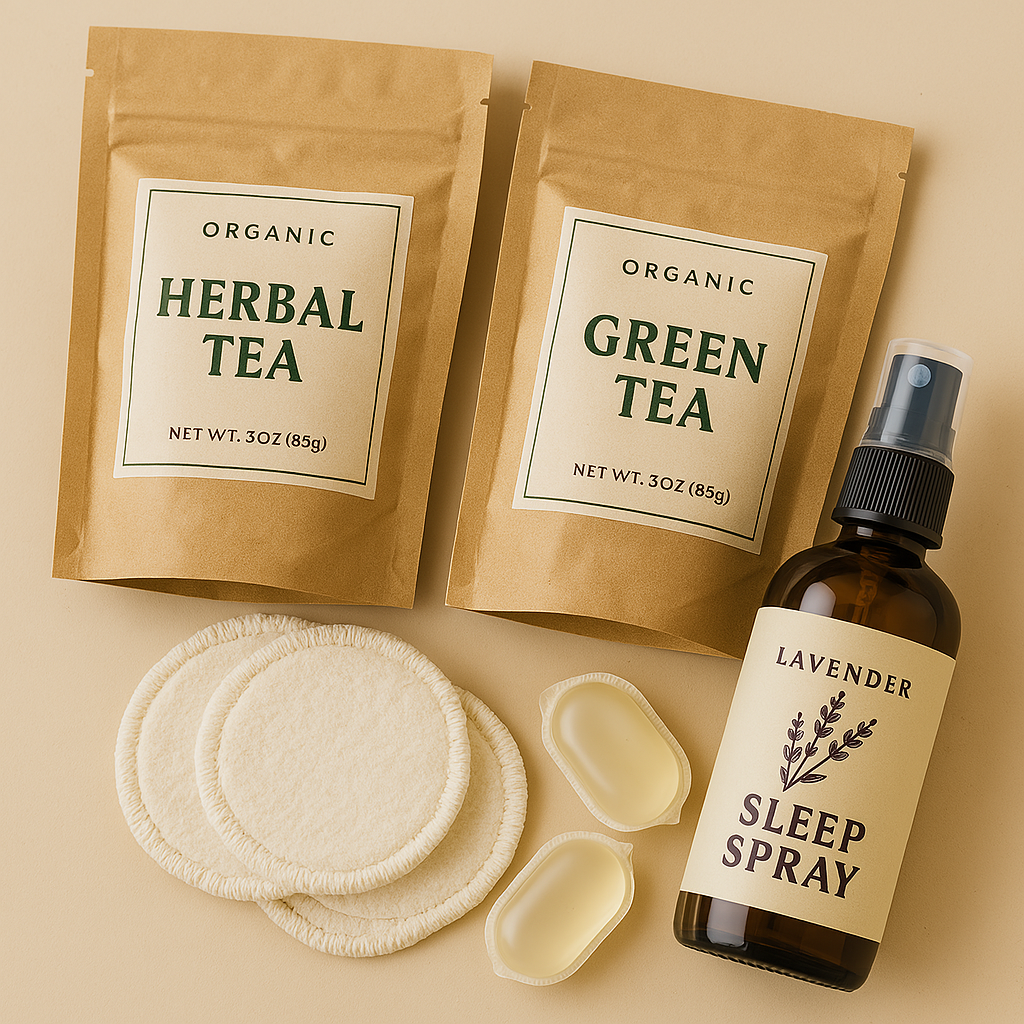 ORGANIC
HERBAL
TEA
NET WT. 3OZ (85g)
ORGANIC
GREEN
TEA
NET WT. 3OZ (85g)
LAVENDER
SLEEP
SPRAY